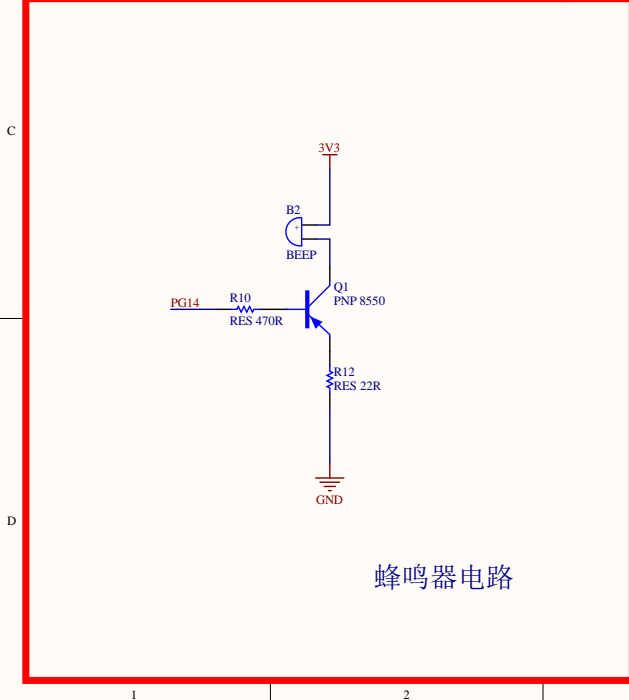 C
3V3
B2
+
BEEP
Q1
PNP 8550
PG14
R10
RES 470R
R12
RES 22R
GND
D
蜂鸣器电路
1
2